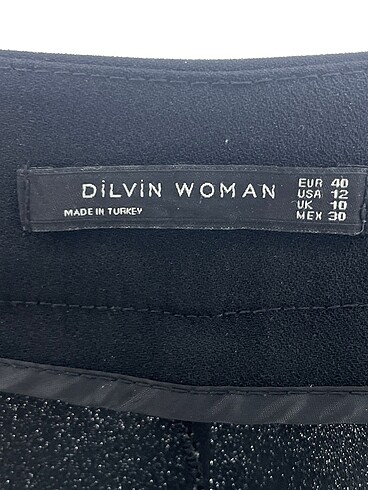 DİLVİN WOMAN
MADE IN TURKEY
EUR 40
USA 12
UK 10
MEX 30